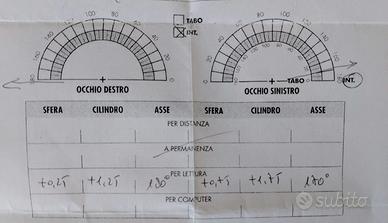 TABO
INT.
OCCHIO DESTRO
TABO
INT.
OCCHIO SINISTRO
SFERA CILINDRO ASSE SFERA CILINDRO ASSE
PER DISTANZA
A PERMANENZA
PER LETTURA
+0,25 +1,25 180° +0,75 +1,75 170°
PER COMPUTER
subito